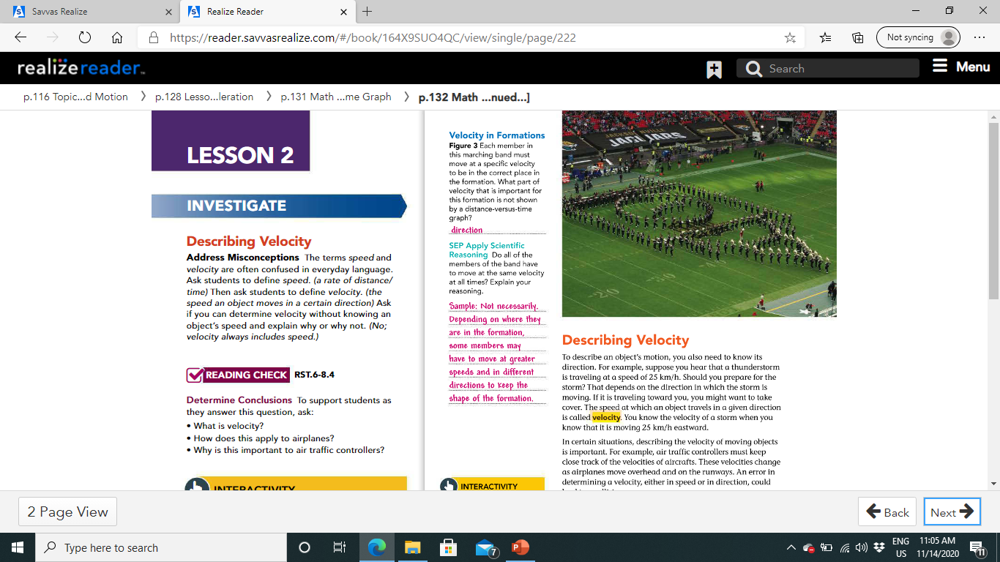 Savvas Realize
Realize Reader
https://reader.savvasrealize.com/#/book/164X9SUO4QC/view/single/page/222
Not syncing
realizereader
Search
Menu
p.116 Topic...d Motion
p.128 Lesso...leration
p.131 Math ...me Graph
p.132 Math ...nued...]
LESSON 2
INVESTIGATE
Describing Velocity
Address Misconceptions The terms speed and
velocity are often confused in everyday language.
Ask students to define speed. (a rate of distance/
time) Then ask students to define velocity. (the
speed an object moves in a certain direction) Ask
if you can determine velocity without knowing an
object's speed and explain why or why not. (No;
velocity always includes speed.)
READING CHECK RST.6-8.4
Determine Conclusions To support students as
they answer this question, ask:
• What is velocity?
• How does this apply to airplanes?
• Why is this important to air traffic controllers?
INTERACTIVITY
Velocity in Formations
Figure 3 Each member in
this marching band must
move at a specific velocity
to be in the correct place in
the formation. What part of
velocity that is important for
this formation is not shown
by a distance-versus-time
graph?
direction
SEP Apply Scientific
Reasoning Do all of the
members of the band have
to move at the same velocity
at all times? Explain your
reasoning.
Sample: Not necessarily.
Depending on where they
are in the formation,
some members may
have to move at greater
speeds and in different
directions to keep the
shape of the formation.
INTERACTIVITY
JACKSONVILLE
JAGUARS
Describing Velocity
To describe an object's motion, you also need to know its
direction. For example, suppose you hear that a thunderstorm
is traveling at a speed of 25 km/h. Should you prepare for the
storm? That depends on the direction in which the storm is
moving. If it is traveling toward you, you might want to take
cover. The speed at which an object travels in a given direction
is called velocity. You know the velocity of a storm when you
know that it is moving 25 km/h eastward.
In certain situations, describing the velocity of moving objects
is important. For example, air traffic controllers must keep
close track of the velocities of aircrafts. These velocities change
as airplanes move overhead and on the runways. An error in
determining a velocity, either in speed or in direction, could
2 Page View
Back
Next
Type here to search
7
ENG
US
11:05 AM
11/14/2020
11